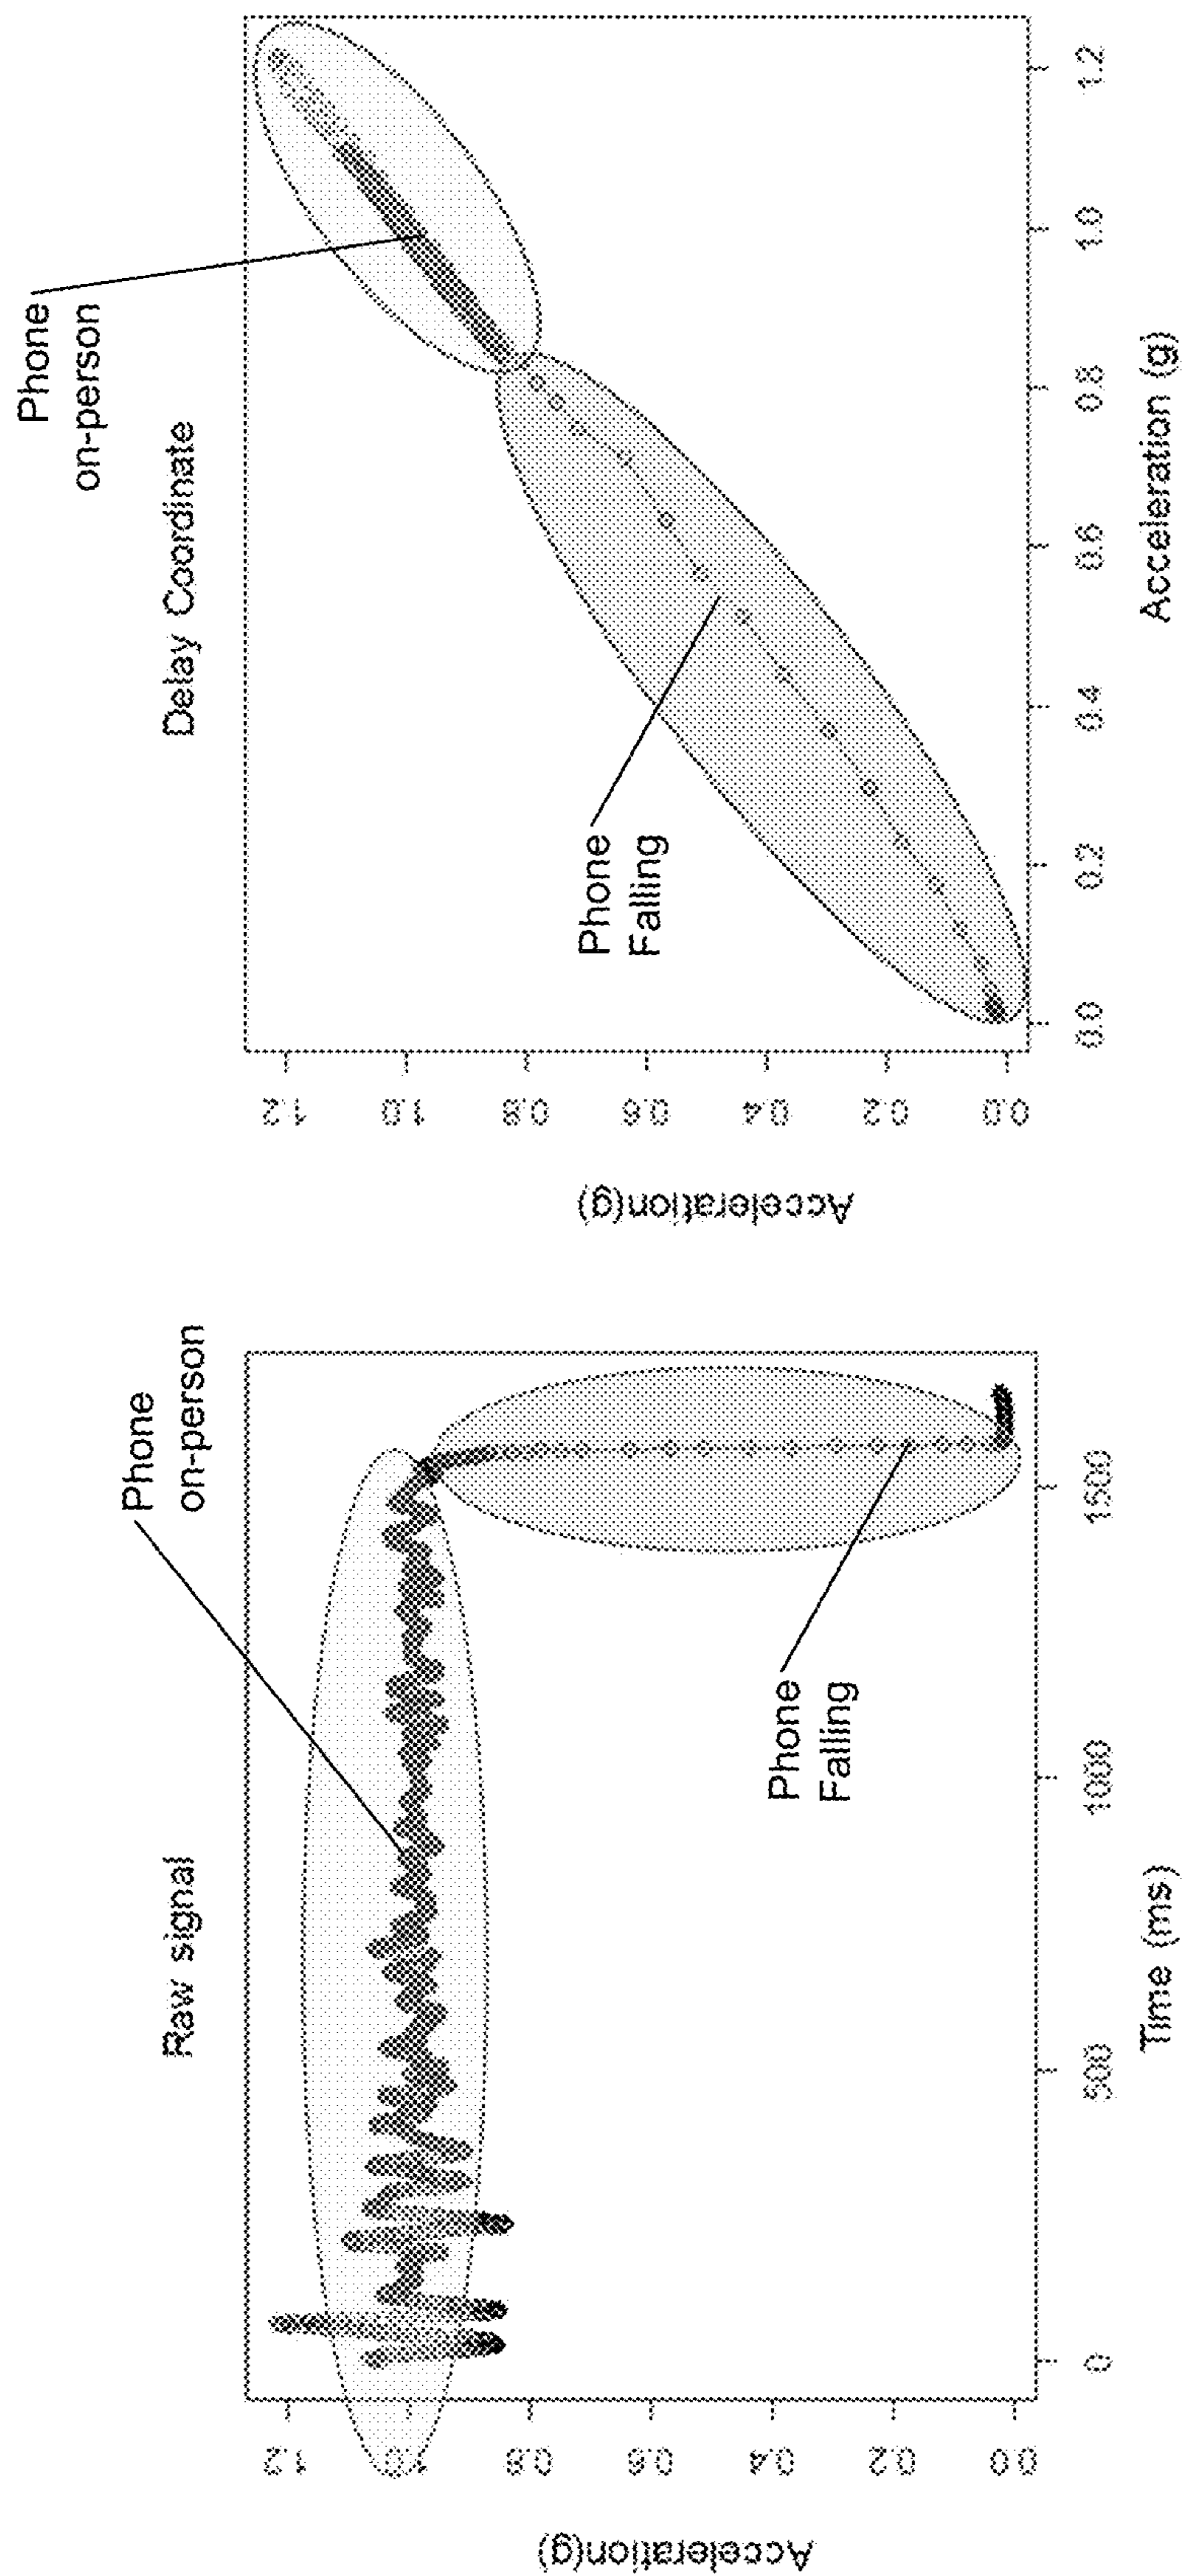 Raw signal
Phone
on-person
Phone
Falling
Acceleration(g)
1.2
1.0
0.8
0.6
0.4
0.2
0.0
0
500
1000
1500
Time (ms)
Delay Coordinate
Phone
on-person
Phone
Falling
Acceleration(g)
1.2
1.0
0.8
0.6
0.4
0.2
0.0
0.0
0.2
0.4
0.6
0.8
1.0
1.2
Acceleration (g)